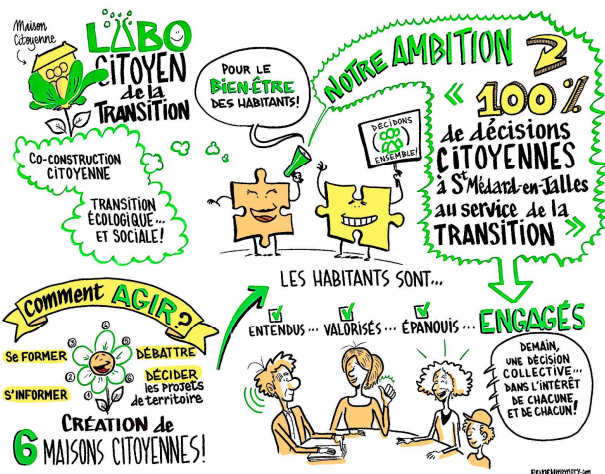 Maison
Citoyenne
LABO
CITOYEN
de la
TRANSITION
CO-CONSTRUCTION
CITOYENNE
TRANSITION
ÉCOLOGIQUE...
ET SOCIALE!
POUR LE
BIEN-ÊTRE
DES HABITANTS!
DÉCIDONS
ENSEMBLE!
NOTRE AMBITION
« 100%
de décisions
CITOYENNES
à St Médard-en-Jalles
au service de la
TRANSITION »
LES HABITANTS SONT...
ENTENDUS... VALORISÉS... ÉPANOUIS... ENGAGÉS
DEMAIN,
UNE DÉCISION
COLLECTIVE...
DANS L'INTÉRÊT
DE CHACUNE
ET DE CHACUN!
Comment AGIR?
SE FORMER
DÉBATTRE
S'INFORMER
DÉCIDER
les projets
de territoire
CRÉATION de
6 MAISONS CITOYENNES!